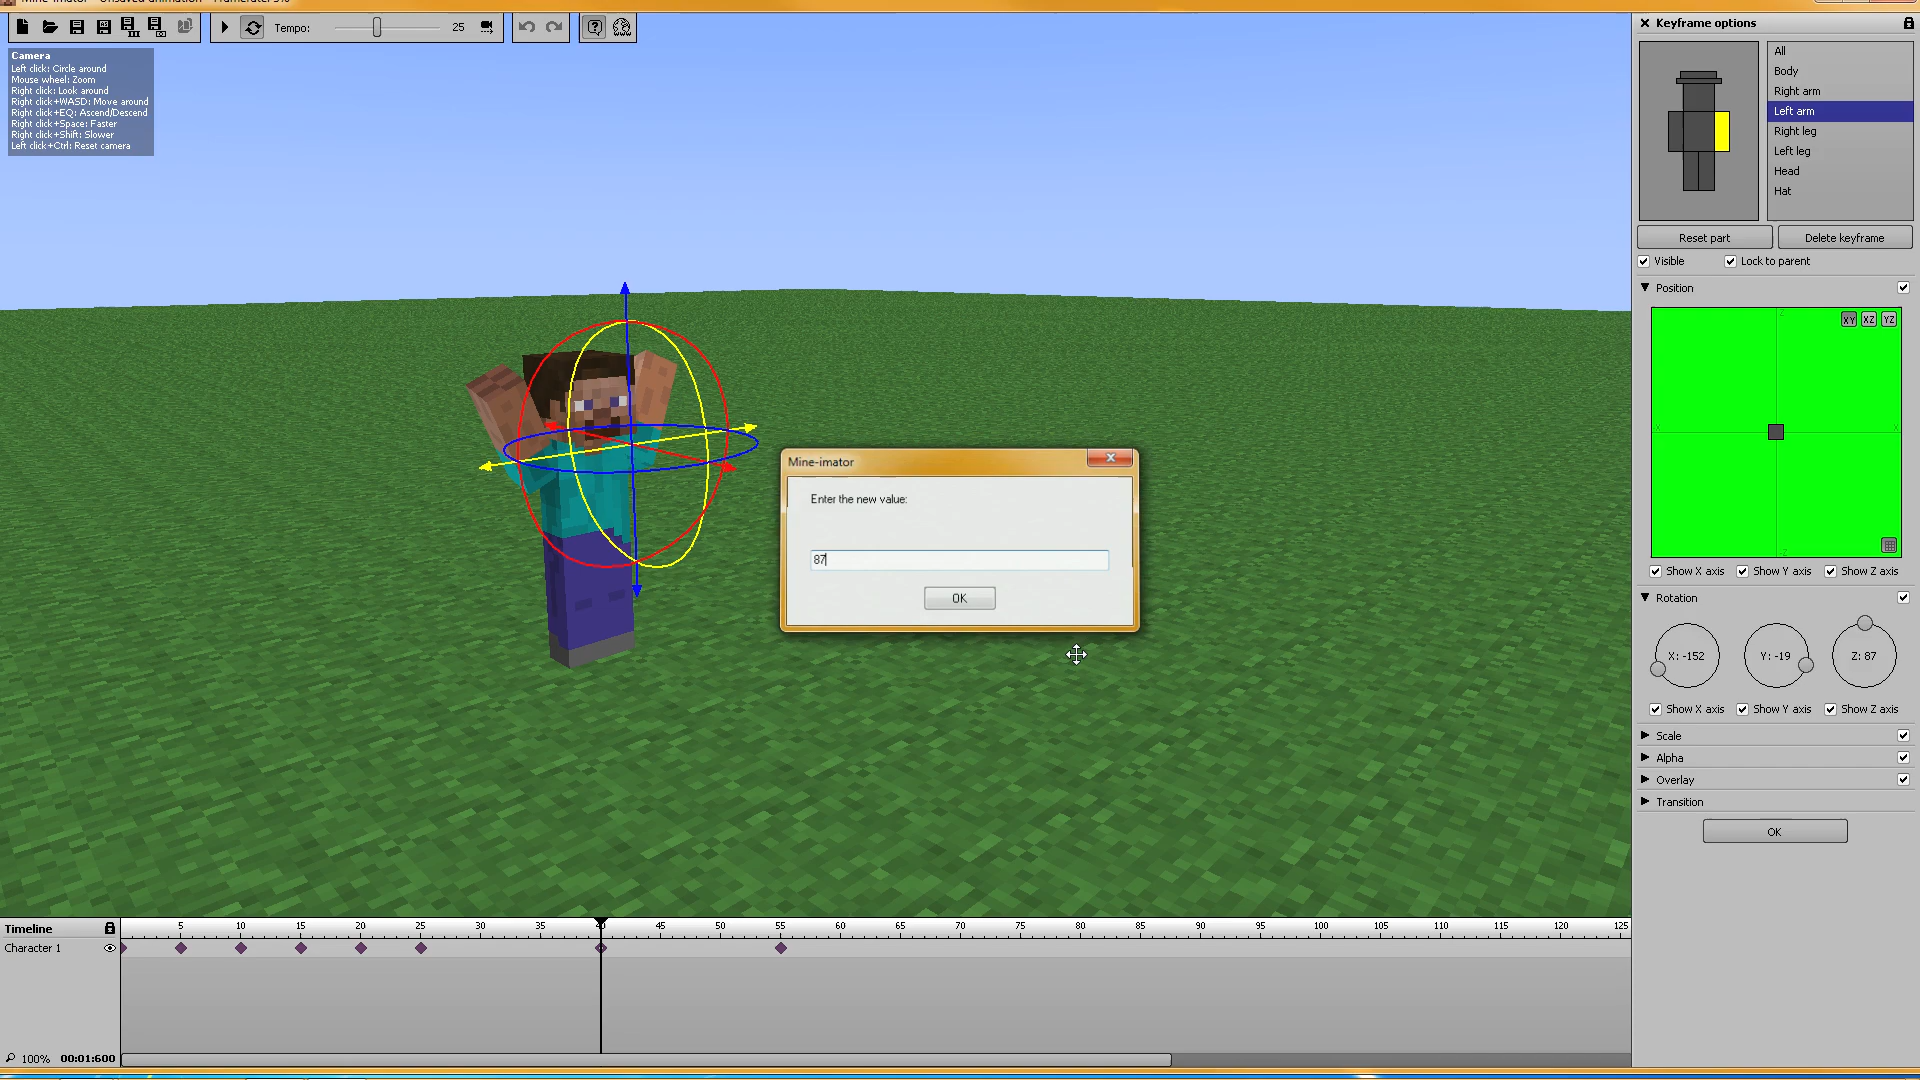 Mine-imator - Unsaved animation - Framerate:
Tempo:
25
Camera
Left click: Circle around
Mouse wheel: Zoom
Right click: Look around
Right click+WASD: Move around
Right click+EQ: Ascend/Descend
Right click+Space: Faster
Right click+Shift: Slower
Left click+Ctrl: Reset camera
Mine-imator
Enter the new value:
87
OK
Keyframe options
All
Body
Right arm
Left arm
Right leg
Left leg
Head
Hat
Reset part
Delete keyframe
Visible
Lock to parent
Position
XY XZ YZ
Z
-X X
-Z
Show X axis Show Y axis Show Z axis
Rotation
X: -152 Y: -19 Z: 87
Show X axis Show Y axis Show Z axis
Scale
Alpha
Overlay
Transition
OK
Timeline
5 10 15 20 25 30 35 40 45 50 55 60 65 70 75 80 85 90 95 100 105 110 115 120 125
Character 1
100% 00:01:600